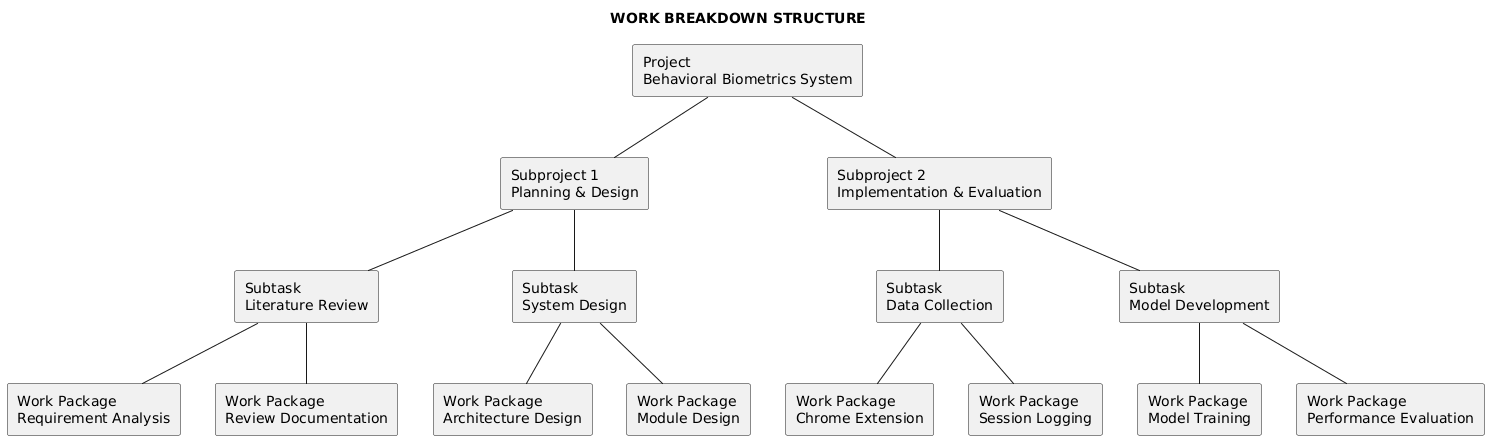 WORK BREAKDOWN STRUCTURE
Project
Behavioral Biometrics System
Subproject 1
Planning & Design
Subproject 2
Implementation & Evaluation
Subtask
Literature Review
Subtask
System Design
Subtask
Data Collection
Subtask
Model Development
Work Package
Requirement Analysis
Work Package
Review Documentation
Work Package
Architecture Design
Work Package
Module Design
Work Package
Chrome Extension
Work Package
Session Logging
Work Package
Model Training
Work Package
Performance Evaluation